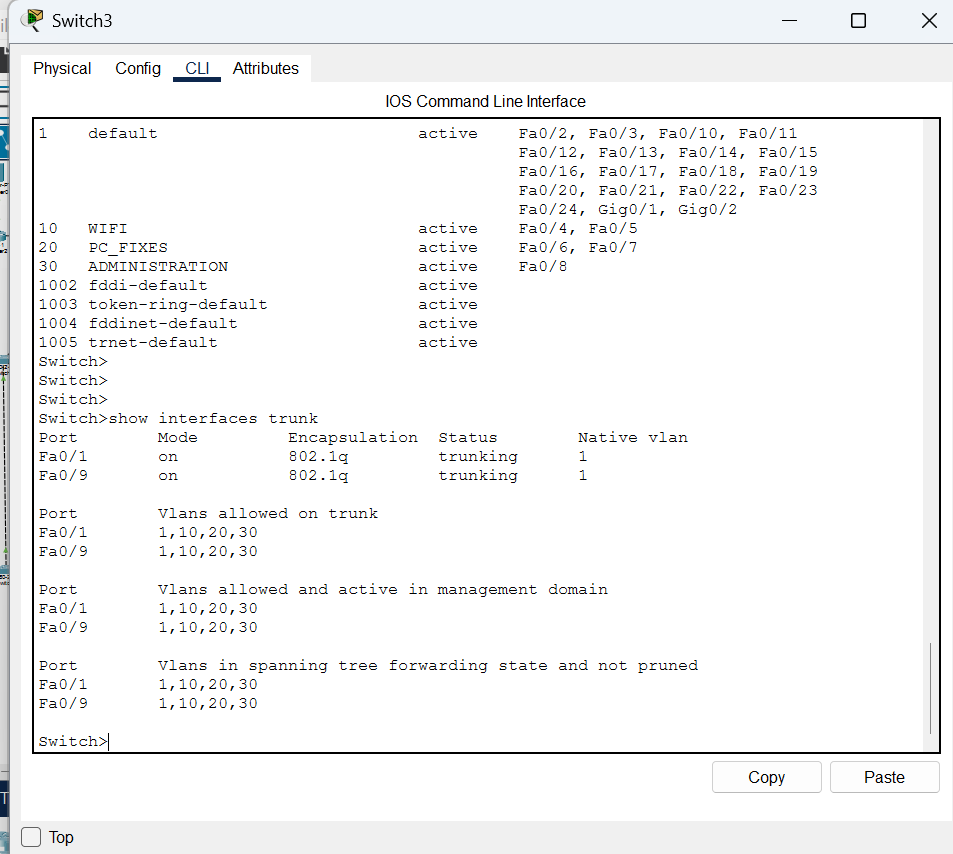 Switch3
Physical Config CLI Attributes
IOS Command Line Interface
1    default                          active    Fa0/2, Fa0/3, Fa0/10, Fa0/11
                                                Fa0/12, Fa0/13, Fa0/14, Fa0/15
                                                Fa0/16, Fa0/17, Fa0/18, Fa0/19
                                                Fa0/20, Fa0/21, Fa0/22, Fa0/23
                                                Fa0/24, Gig0/1, Gig0/2
10   WIFI                             active    Fa0/4, Fa0/5
20   PC_FIXES                         active    Fa0/6, Fa0/7
30   ADMINISTRATION                   active    Fa0/8
1002 fddi-default                     active
1003 token-ring-default               active
1004 fddinet-default                  active
1005 trnet-default                    active
Switch>
Switch>
Switch>
Switch>show interfaces trunk
Port        Mode         Encapsulation  Status        Native vlan
Fa0/1       on           802.1q         trunking      1
Fa0/9       on           802.1q         trunking      1
Port        Vlans allowed on trunk
Fa0/1       1,10,20,30
Fa0/9       1,10,20,30
Port        Vlans allowed and active in management domain
Fa0/1       1,10,20,30
Fa0/9       1,10,20,30
Port        Vlans in spanning tree forwarding state and not pruned
Fa0/1       1,10,20,30
Fa0/9       1,10,20,30
Switch>
Copy Paste
Top